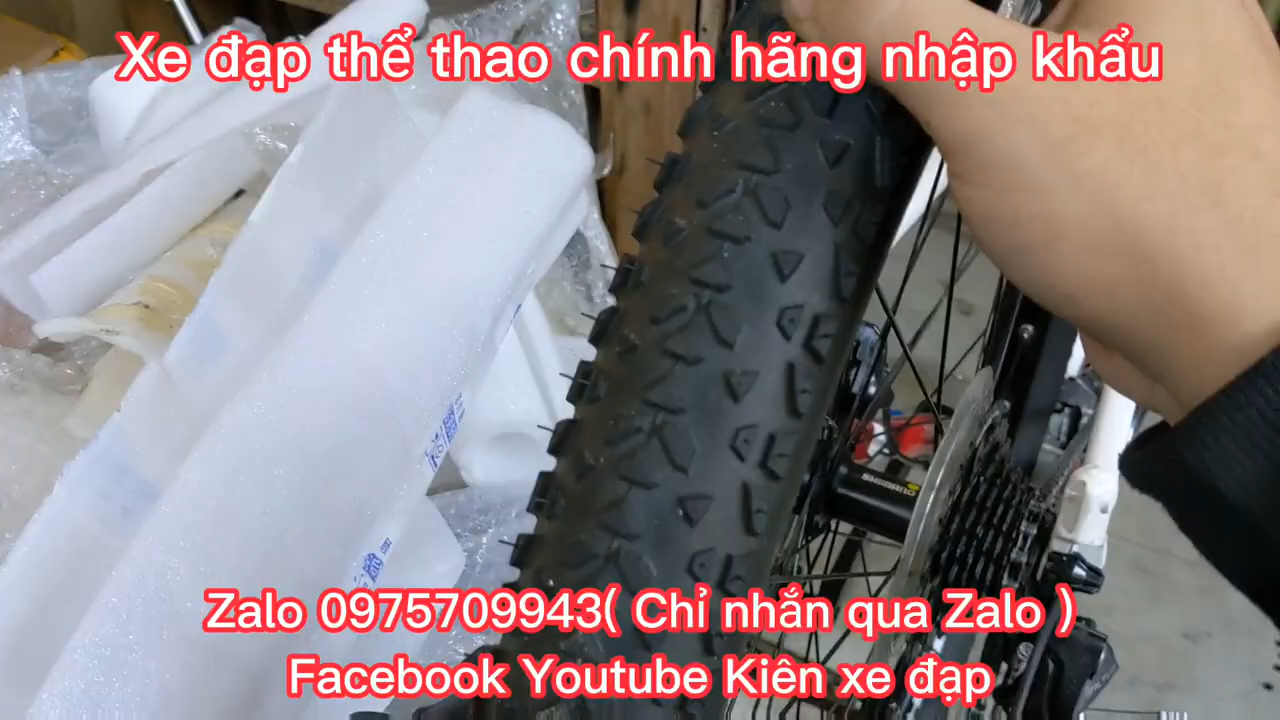 Xe đạp thể thao chính hãng nhập khẩu
Zalo 0975709943( Chỉ nhắn qua Zalo )
Facebook Youtube Kiên xe đạp